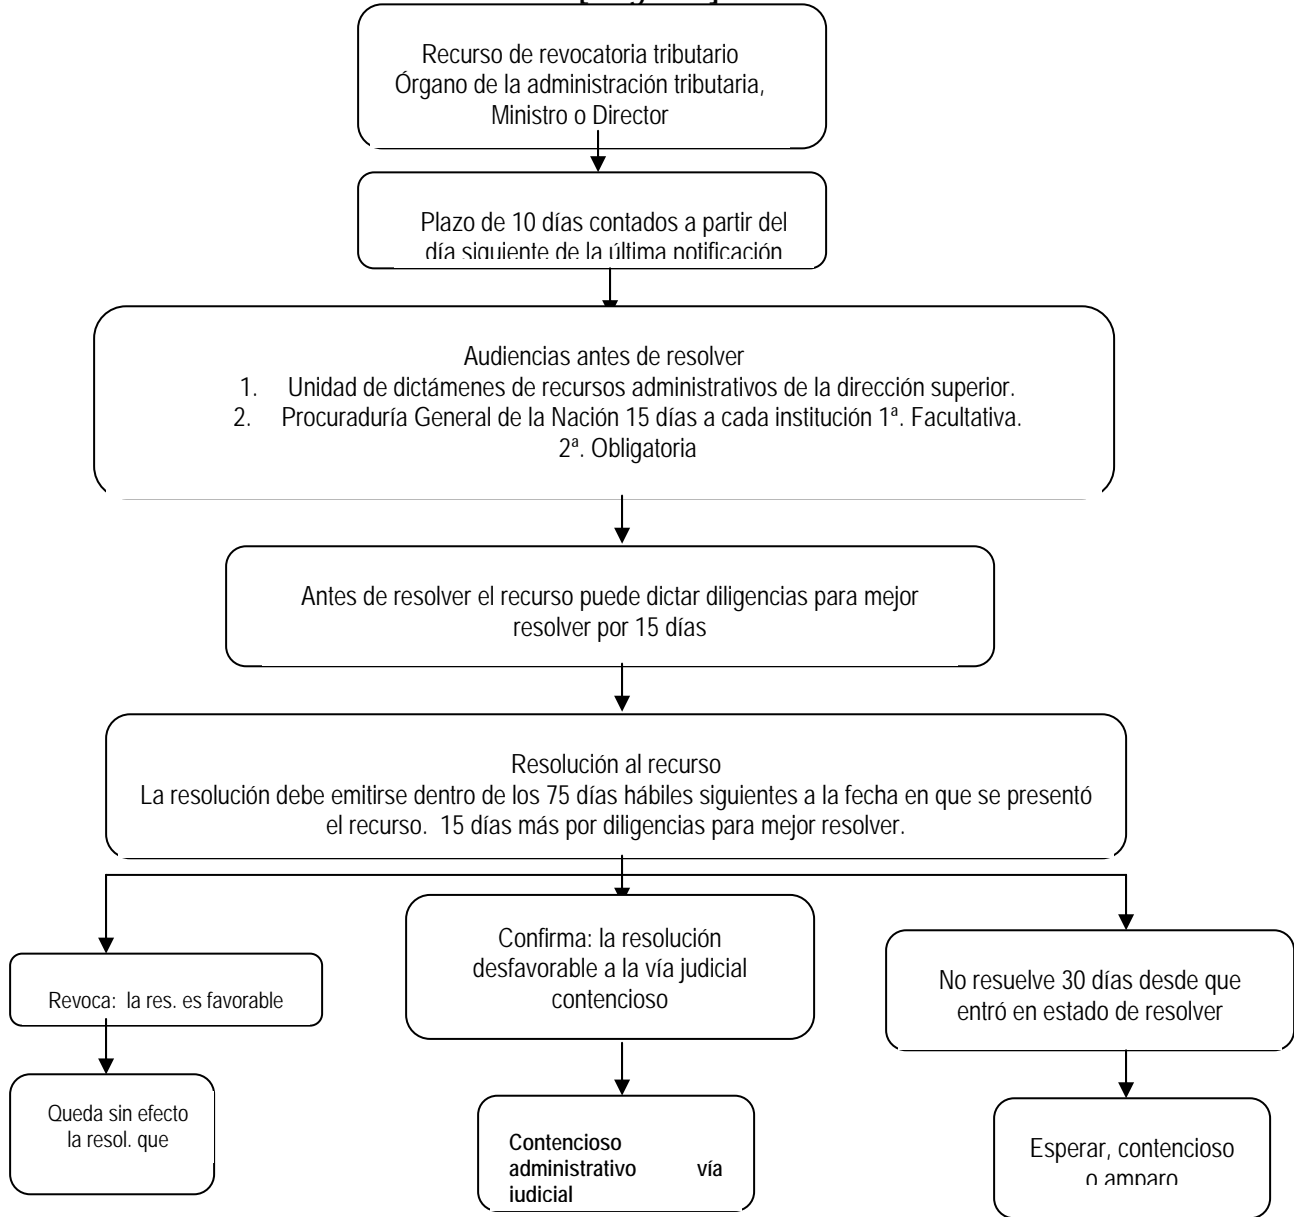 Recurso de revocatoria tributario
Órgano de la administración tributaria,
Ministro o Director
Plazo de 10 días contados a partir del
día siguiente de la última notificación
Audiencias antes de resolver
1. Unidad de dictámenes de recursos administrativos de la dirección superior.
2. Procuraduría General de la Nación 15 días a cada institución 1ª. Facultativa.
2ª. Obligatoria
Antes de resolver el recurso puede dictar diligencias para mejor
resolver por 15 días
Resolución al recurso
La resolución debe emitirse dentro de los 75 días hábiles siguientes a la fecha en que se presentó
el recurso. 15 días más por diligencias para mejor resolver.
Revoca: la res. es favorable
Confirma: la resolución
desfavorable a la vía judicial
contencioso
No resuelve 30 días desde que
entró en estado de resolver
Queda sin efecto
la resol. que
Contencioso
administrativo vía
judicial
Esperar, contencioso
o amparo